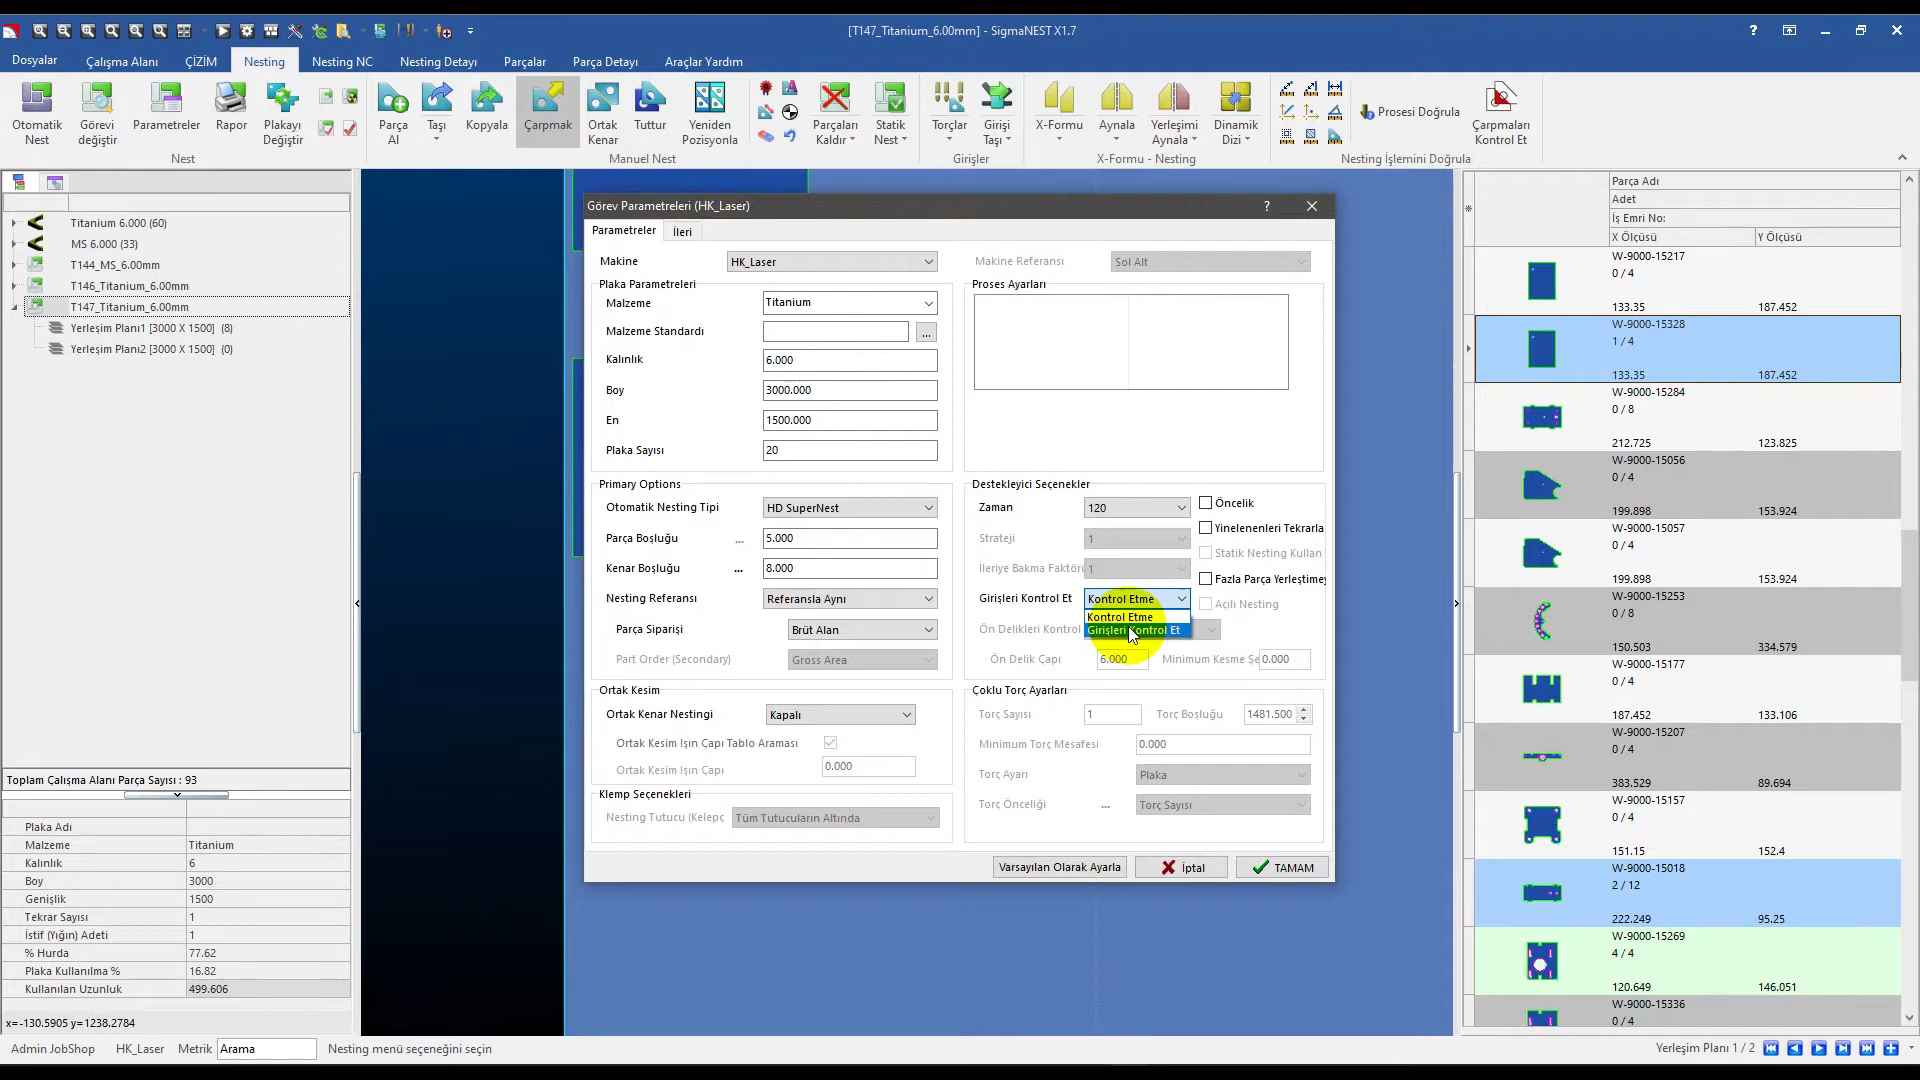 [T147_Titanium_6.00mm] - SigmaNEST X1.7
?
Dosyalar
Çalışma Alanı
ÇİZİM
Nesting
Nesting NC
Nesting Detayı
Parçalar
Parça Detayı
Araçlar Yardım
Otomatik Nest
Görevi değiştir
Parametreler
Rapor
Plakayı Değiştir
Parça Al
Taşı
Kopyala
Çarpmak
Ortak Kenar
Tuttur
Yeniden Pozisyonla
Parçaları Kaldır
Statik Nest
Torçlar
Girişi Taşı
X-Formu
Aynala
Yerleşimi Aynala
Dinamik Dizi
Prosesi Doğrula
Çarpmaları Kontrol Et
Nest
Manuel Nest
Girişler
X-Formu - Nesting
Nesting İşlemini Doğrula
Titanium 6.000 (60)
MS 6.000 (33)
T144_MS_6.00mm
T146_Titanium_6.00mm
T147_Titanium_6.00mm
Yerleşim Planı1 [3000 X 1500] (8)
Yerleşim Planı2 [3000 X 1500] (0)
Toplam Çalışma Alanı Parça Sayısı : 93
Plaka Adı
Malzeme Titanium
Kalınlık 6
Boy 3000
Genişlik 1500
Tekrar Sayısı 1
İstif (Yığın) Adeti 1
% Hurda 77.62
Plaka Kullanılma % 16.82
Kullanılan Uzunluk 499.606
x=-130.5905 y=1238.2784
Görev Parametreleri (HK_Laser)
?
Parametreler
İleri
Makine HK_Laser
Makine Referansı Sol Alt
Plaka Parametreleri
Malzeme Titanium
Malzeme Standardı ...
Kalınlık 6.000
Boy 3000.000
En 1500.000
Plaka Sayısı 20
Proses Ayarları
Primary Options
Otomatik Nesting Tipi HD SuperNest
Parça Boşluğu ... 5.000
Kenar Boşluğu ... 8.000
Nesting Referansı Referansla Aynı
Parça Siparişi Brüt Alan
Part Order (Secondary) Gross Area
Destekleyici Seçenekler
Zaman 120
Öncelik
Yinelenenleri Tekrarla
Strateji 1
Statik Nesting Kullan
İleriye Bakma Faktörü 1
Fazla Parça Yerleştimey
Girişleri Kontrol Et Kontrol Etme
Açılı Nesting
Kontrol Etme
Ön Delikleri Kontrol
Girişleri Kontrol Et
Ön Delik Çapı 6.000
Minimum Kesme Se 0.000
Ortak Kesim
Ortak Kenar Nestingi Kapalı
Ortak Kesim Işın Çapı Tablo Araması
Ortak Kesim Işın Çapı 0.000
Çoklu Torç Ayarları
Torç Sayısı 1
Torç Boşluğu 1481.500
Minimum Torç Mesafesi 0.000
Torç Ayarı Plaka
Torç Önceliği ... Torç Sayısı
Klemp Seçenekleri
Nesting Tutucu (Kelepç Tüm Tutucuların Altında
Varsayılan Olarak Ayarla
İptal
TAMAM
Parça Adı
Adet
İş Emri No:
X Ölçüsü Y Ölçüsü
W-9000-15217
0 / 4
133.35 187.452
W-9000-15328
1 / 4
133.35 187.452
W-9000-15284
0 / 8
212.725 123.825
W-9000-15056
0 / 4
199.898 153.924
W-9000-15057
0 / 4
199.898 153.924
W-9000-15253
0 / 8
150.503 334.579
W-9000-15177
0 / 4
187.452 133.106
W-9000-15207
0 / 4
383.529 89.694
W-9000-15157
0 / 4
151.15 152.4
W-9000-15018
2 / 12
222.249 95.25
W-9000-15269
4 / 4
120.649 146.051
W-9000-15336
0 / 4
Admin JobShop HK_Laser Metrik Arama Nesting menü seçeneğini seçin
Yerleşim Planı 1 / 2